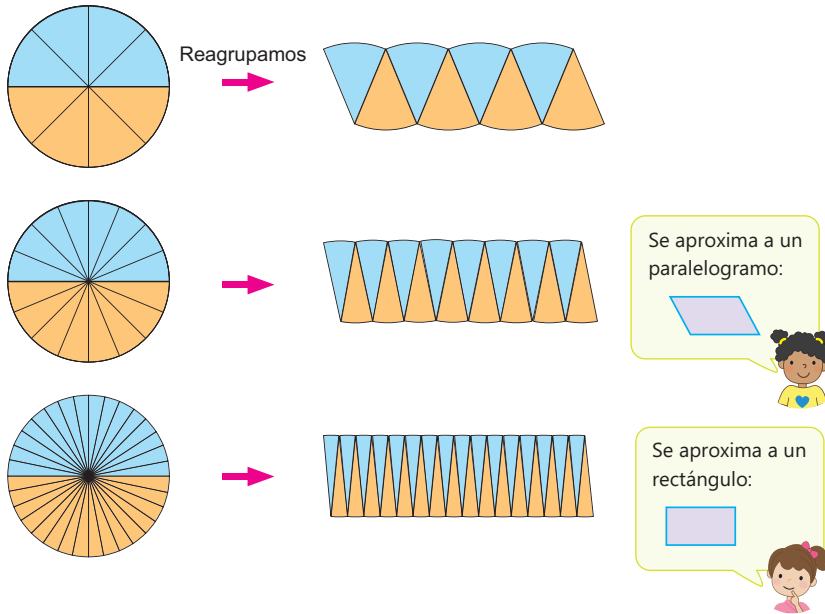 Reagrupamos
Se aproxima a un
paralelogramo:
Se aproxima a un
rectángulo: